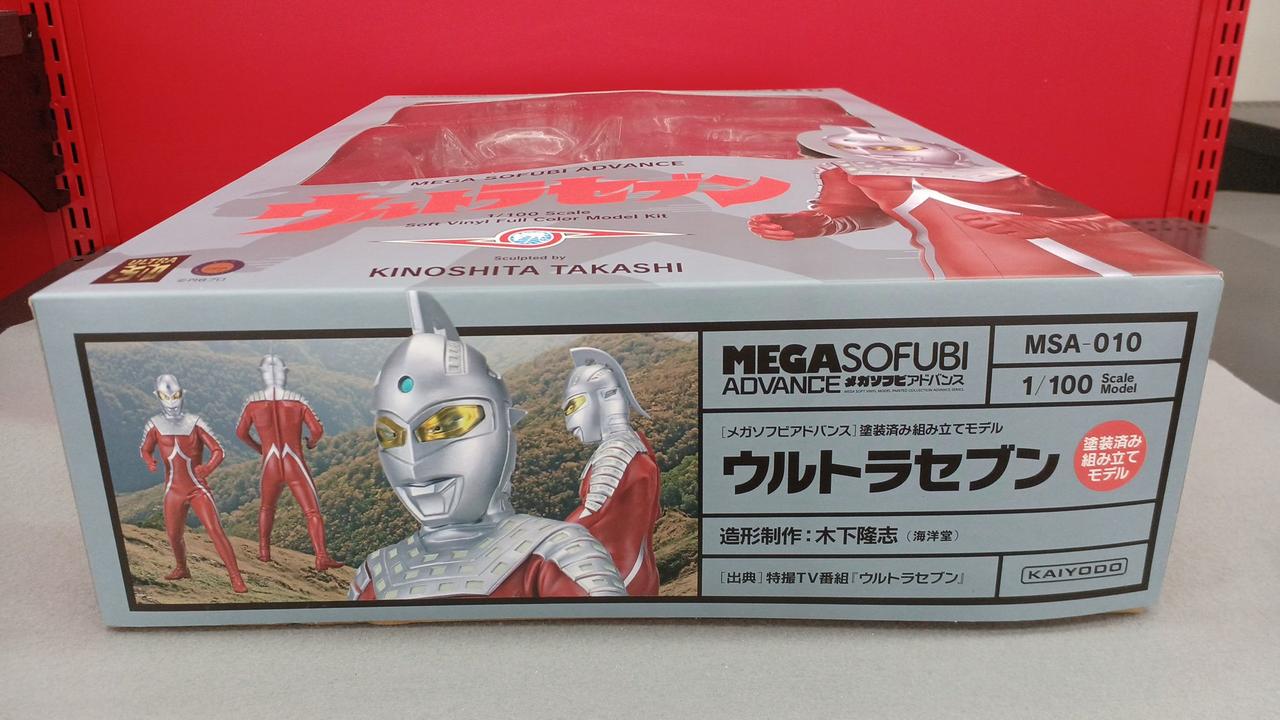 MEGA SOFUBI ADVANCE
ウルトラセブン
1/100 Scale
Soft Vinyl Full Color Model Kit
Sculpted by
KINOSHITA TAKASHI
ULTRA
©円谷プロ
MEGASOFUBI
ADVANCE メガソフビアドバンス
MSA-010
1/100 Scale Model
[メガソフビアドバンス]塗装済み組み立てモデル
ウルトラセブン
塗装済み
組み立て
モデル
造形制作:木下隆志(海洋堂)
[出典]特撮TV番組『ウルトラセブン』
KAIYODO